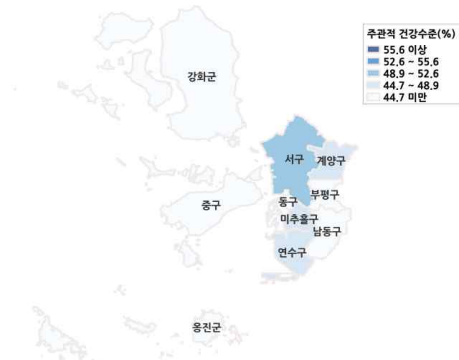 주관적 건강수준(%)
55.6 이상
52.6 ~ 55.6
48.9 ~ 52.6
44.7 ~ 48.9
44.7 미만
강화군
서구
계양구
부평구
동구
중구
미추홀구
남동구
연수구
옹진군